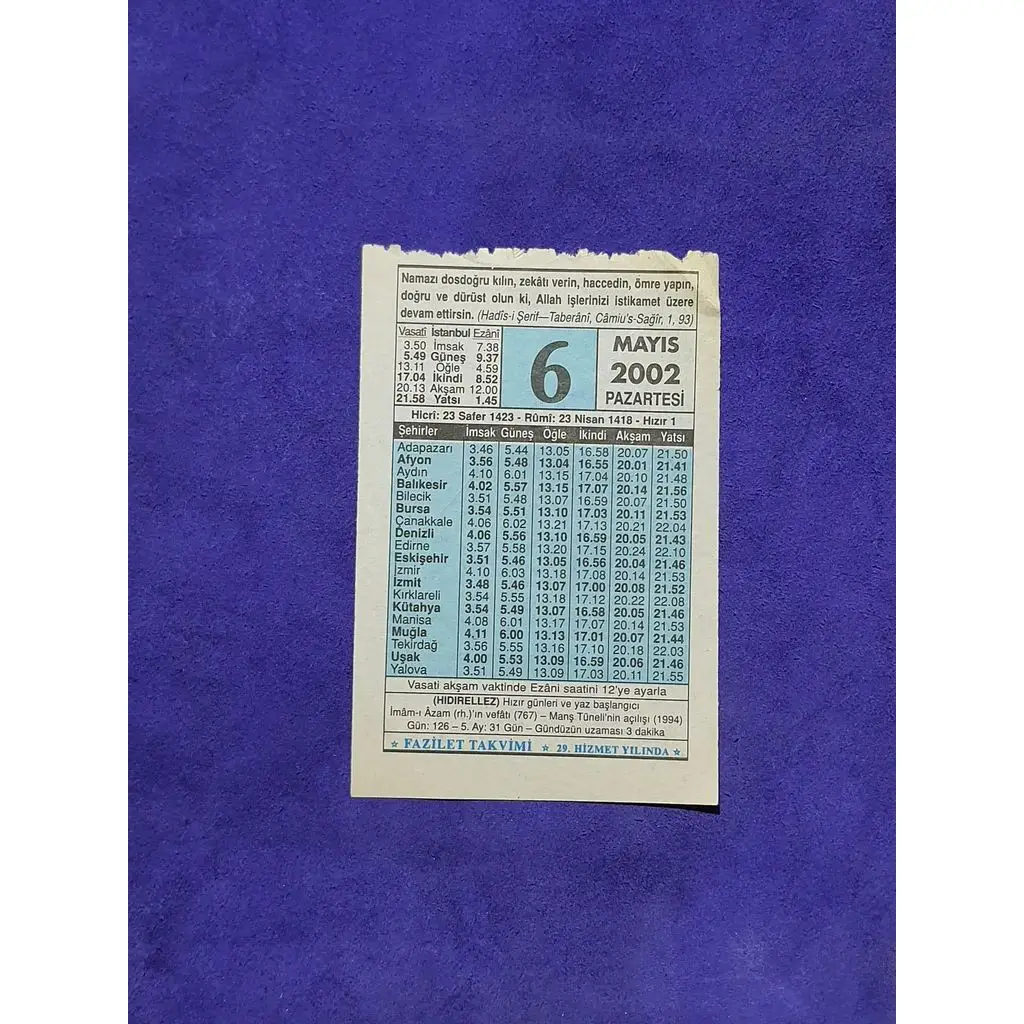 Namazı dosdoğru kılın, zekâtı verin, haccedin, ömre yapın,
doğru ve dürüst olun ki, Allah işlerinizi istikamet üzere
devam ettirsin. (Hadîs-i Şerif—Taberânî, Câmiu's-Sağîr, 1, 93)
Vasatî İstanbul Ezânî
3.50 İmsak 7.38
5.49 Güneş 9.37
13.11 Öğle 4.59
17.04 İkindi 8.52
20.13 Akşam 12.00
21.58 Yatsı 1.45
6
MAYIS
2002
PAZARTESİ
Hicrî: 23 Safer 1423 - Rûmî: 23 Nisan 1418 - Hızır 1
Şehirler İmsak Güneş Öğle İkindi Akşam Yatsı
Adapazarı 3.46 5.44 13.05 16.58 20.07 21.50
Afyon 3.56 5.48 13.04 16.55 20.01 21.41
Aydın 4.10 6.01 13.15 17.04 20.10 21.48
Balıkesir 4.02 5.57 13.15 17.07 20.14 21.56
Bilecik 3.51 5.48 13.07 16.59 20.07 21.50
Bursa 3.54 5.51 13.10 17.03 20.11 21.53
Çanakkale 4.06 6.02 13.21 17.13 20.21 22.04
Denizli 4.06 5.56 13.10 16.59 20.05 21.43
Edirne 3.57 5.58 13.20 17.15 20.24 22.10
Eskişehir 3.51 5.46 13.05 16.56 20.04 21.46
İzmir 4.10 6.03 13.18 17.08 20.14 21.53
İzmit 3.48 5.46 13.07 17.00 20.08 21.52
Kırklareli 3.54 5.55 13.18 17.12 20.22 22.08
Kütahya 3.54 5.49 13.07 16.58 20.05 21.46
Manisa 4.08 6.01 13.17 17.07 20.14 21.53
Muğla 4.11 6.00 13.13 17.01 20.07 21.44
Tekirdağ 3.56 5.55 13.16 17.10 20.18 22.03
Uşak 4.00 5.53 13.09 16.59 20.06 21.46
Yalova 3.51 5.49 13.09 17.03 20.11 21.55
Vasati akşam vaktinde Ezâni saatini 12'ye ayarla
(HIDIRELLEZ) Hızır günleri ve yaz başlangıcı
İmâm-ı Âzam (rh.)'ın vefâtı (767) – Manş Tüneli'nin açılışı (1994)
Gün: 126 – 5. Ay: 31 Gün – Gündüzün uzaması 3 dakika
☆ FAZİLET TAKVİMİ ☆ 29. HİZMET YILINDA ☆